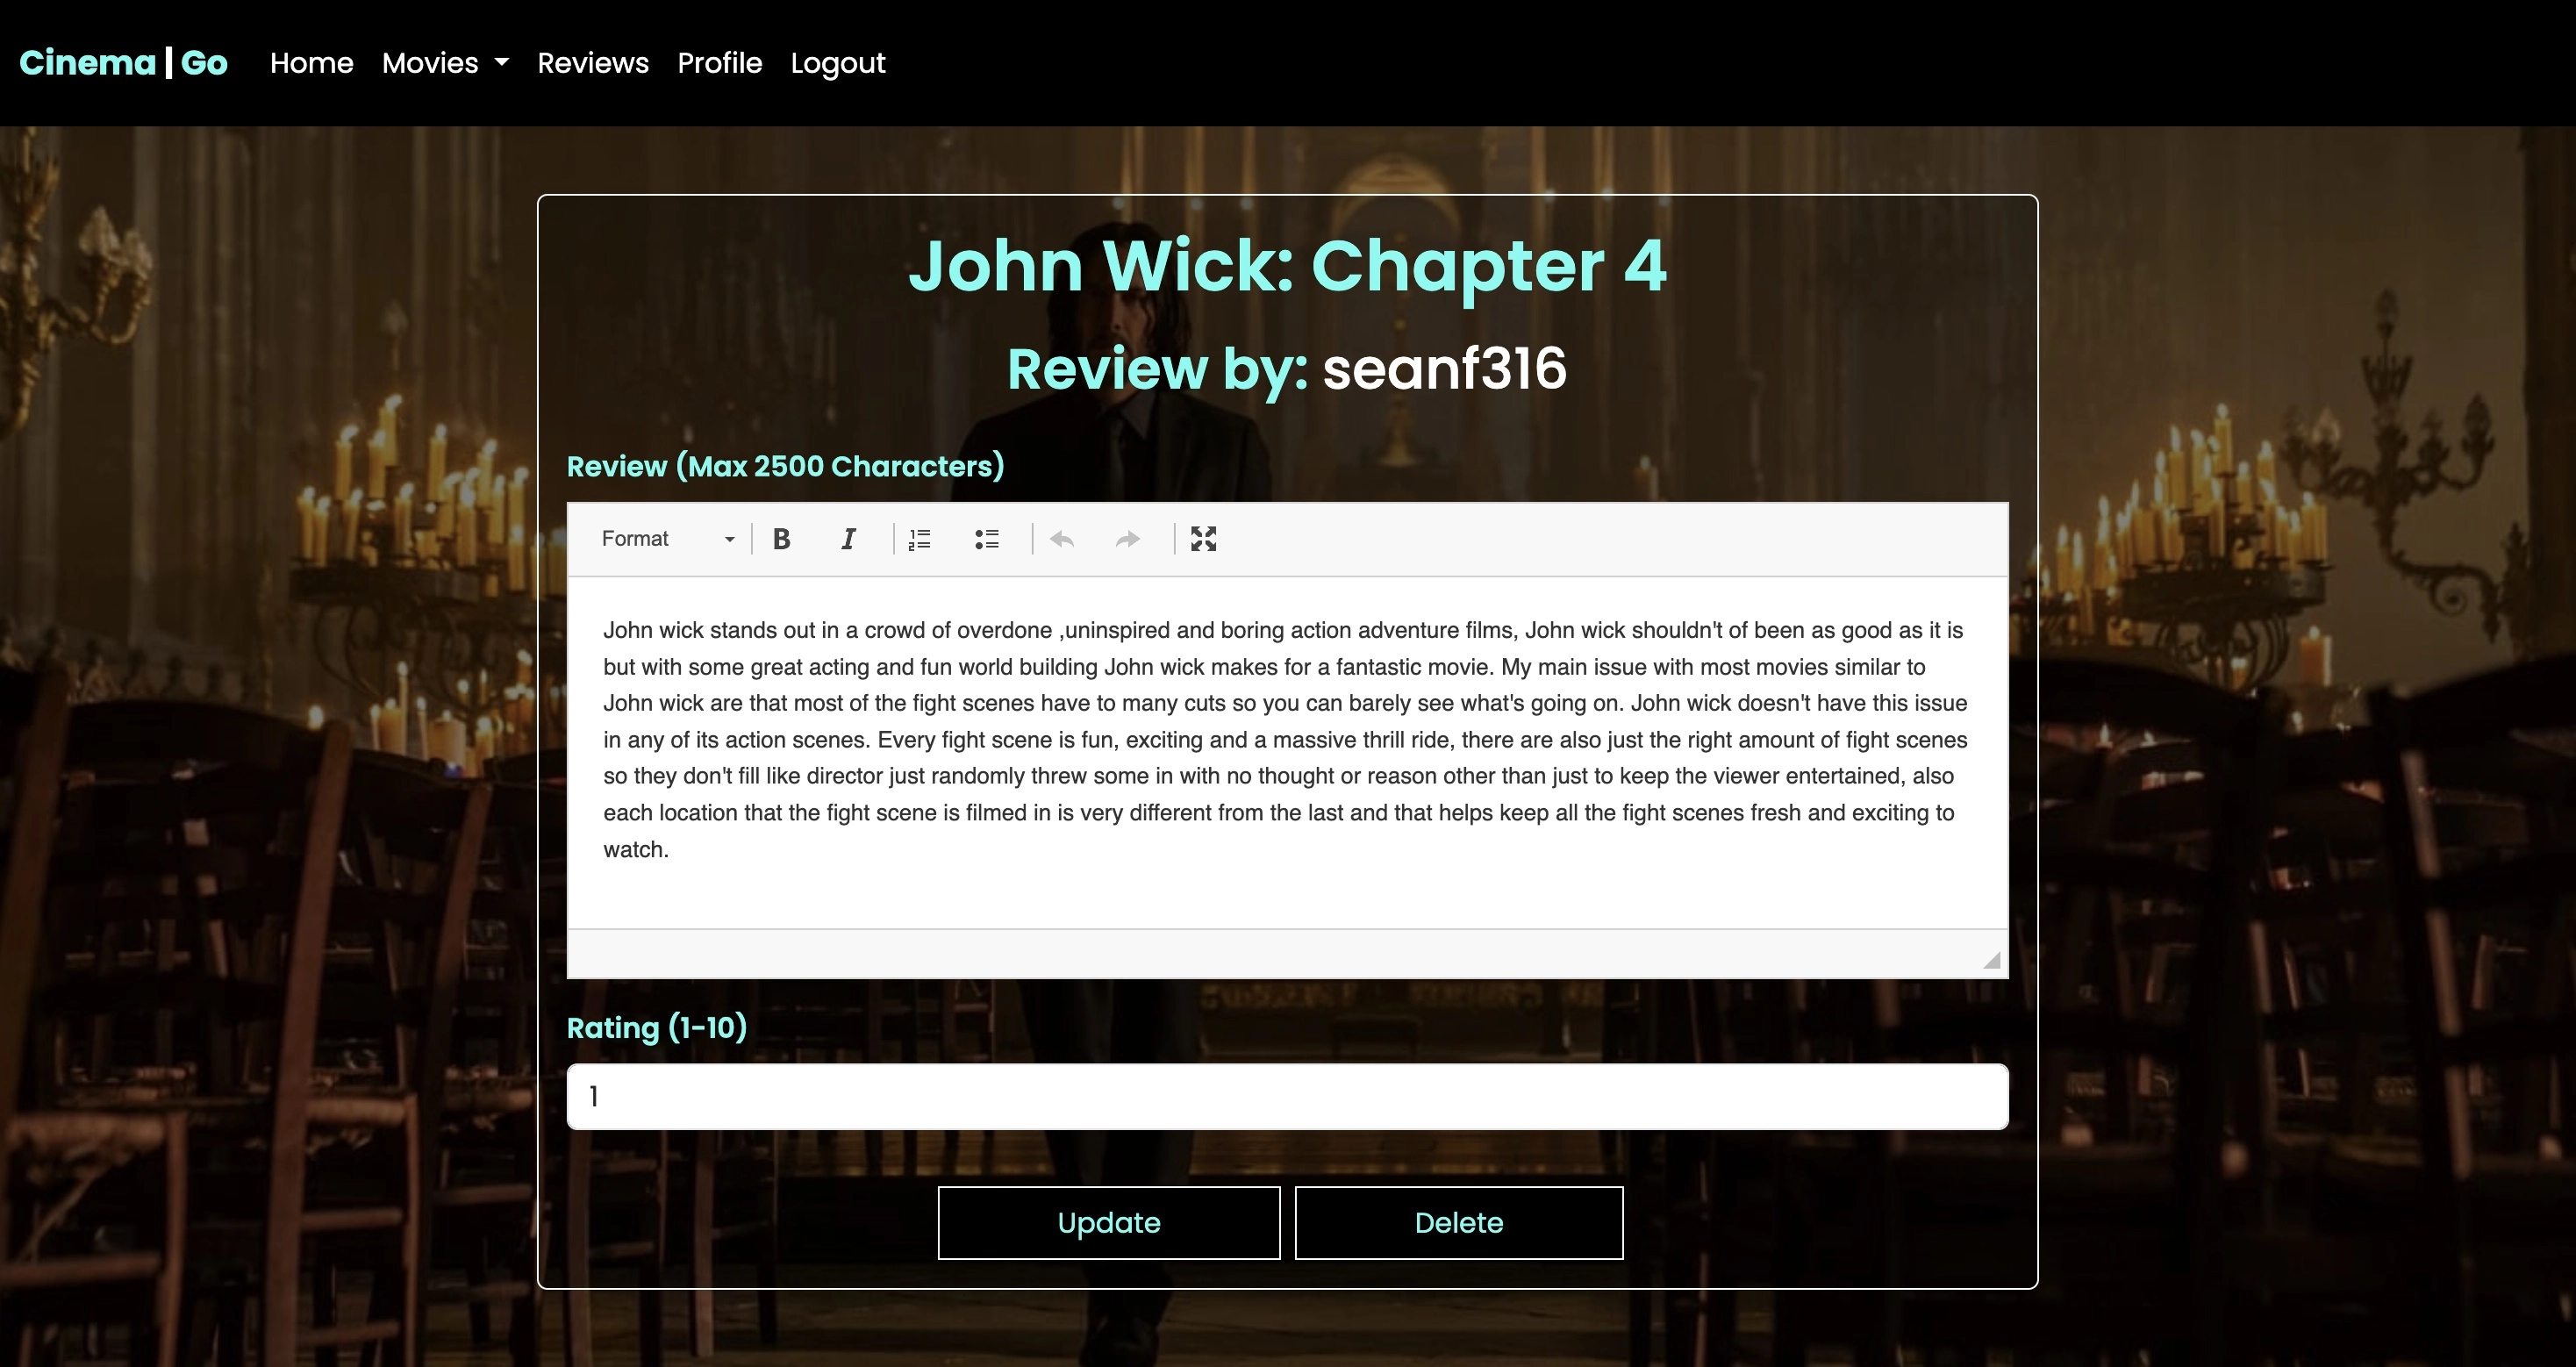 Cinema | Go Home Movies Reviews Profile Logout
John Wick: Chapter 4
Review by: seanf316
Review (Max 2500 Characters)
Format B I
John wick stands out in a crowd of overdone ,uninspired and boring action adventure films, John wick shouldn't of been as good as it is
but with some great acting and fun world building John wick makes for a fantastic movie. My main issue with most movies similar to
John wick are that most of the fight scenes have to many cuts so you can barely see what's going on. John wick doesn't have this issue
in any of its action scenes. Every fight scene is fun, exciting and a massive thrill ride, there are also just the right amount of fight scenes
so they don't fill like director just randomly threw some in with no thought or reason other than just to keep the viewer entertained, also
each location that the fight scene is filmed in is very different from the last and that helps keep all the fight scenes fresh and exciting to
watch.
Rating (1-10)
1
Update Delete